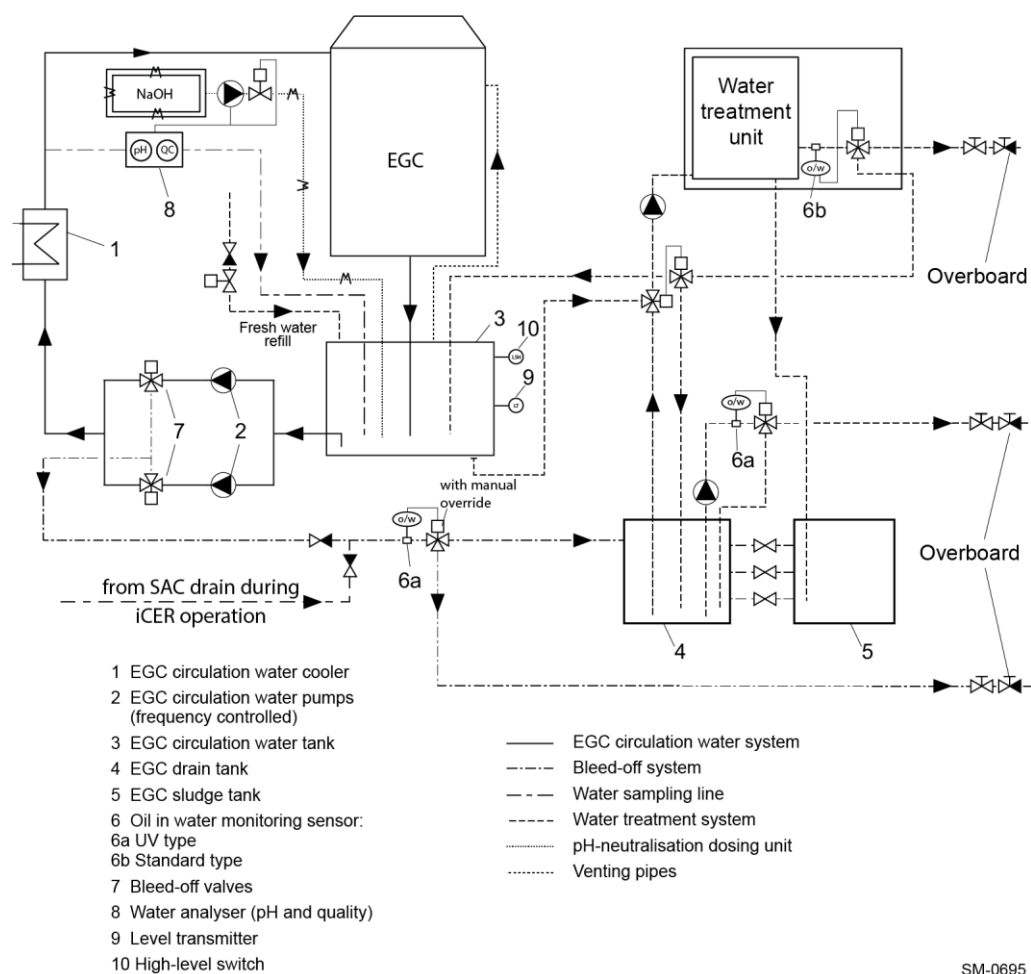 NaOH
pH
QC
8
1
EGC
Water
treatment
unit
o/w
6b
Overboard
Fresh water
refill
3
10
LSH
9
LT
7
2
with manual
override
o/w
6a
o/w
6a
from SAC drain during
iCER operation
4
5
Overboard
1 EGC circulation water cooler
2 EGC circulation water pumps
(frequency controlled)
3 EGC circulation water tank
4 EGC drain tank
5 EGC sludge tank
6 Oil in water monitoring sensor:
6a UV type
6b Standard type
7 Bleed-off valves
8 Water analyser (pH and quality)
9 Level transmitter
10 High-level switch
EGC circulation water system
Bleed-off system
Water sampling line
Water treatment system
pH-neutralisation dosing unit
Venting pipes
SM-0695